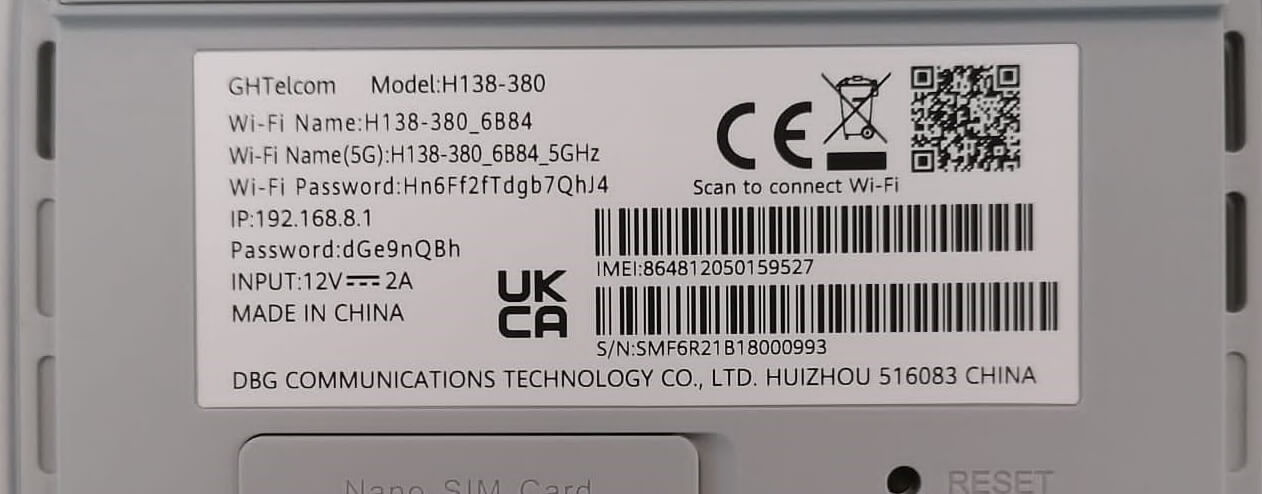 GHTelcom Model:H138-380
Wi-Fi Name:H138-380_6B84
Wi-Fi Name(5G):H138-380_6B84_5GHz
Wi-Fi Password:Hn6Ff2fTdgb7QhJ4
IP:192.168.8.1
Password:dGe9nQBh
INPUT:12V⎓2A
MADE IN CHINA
CE
Scan to connect Wi-Fi
IMEI:864812050159527
UK
CA
S/N:SMF6R21B18000993
DBG COMMUNICATIONS TECHNOLOGY CO., LTD. HUIZHOU 516083 CHINA
Nano SIM Card
RESET